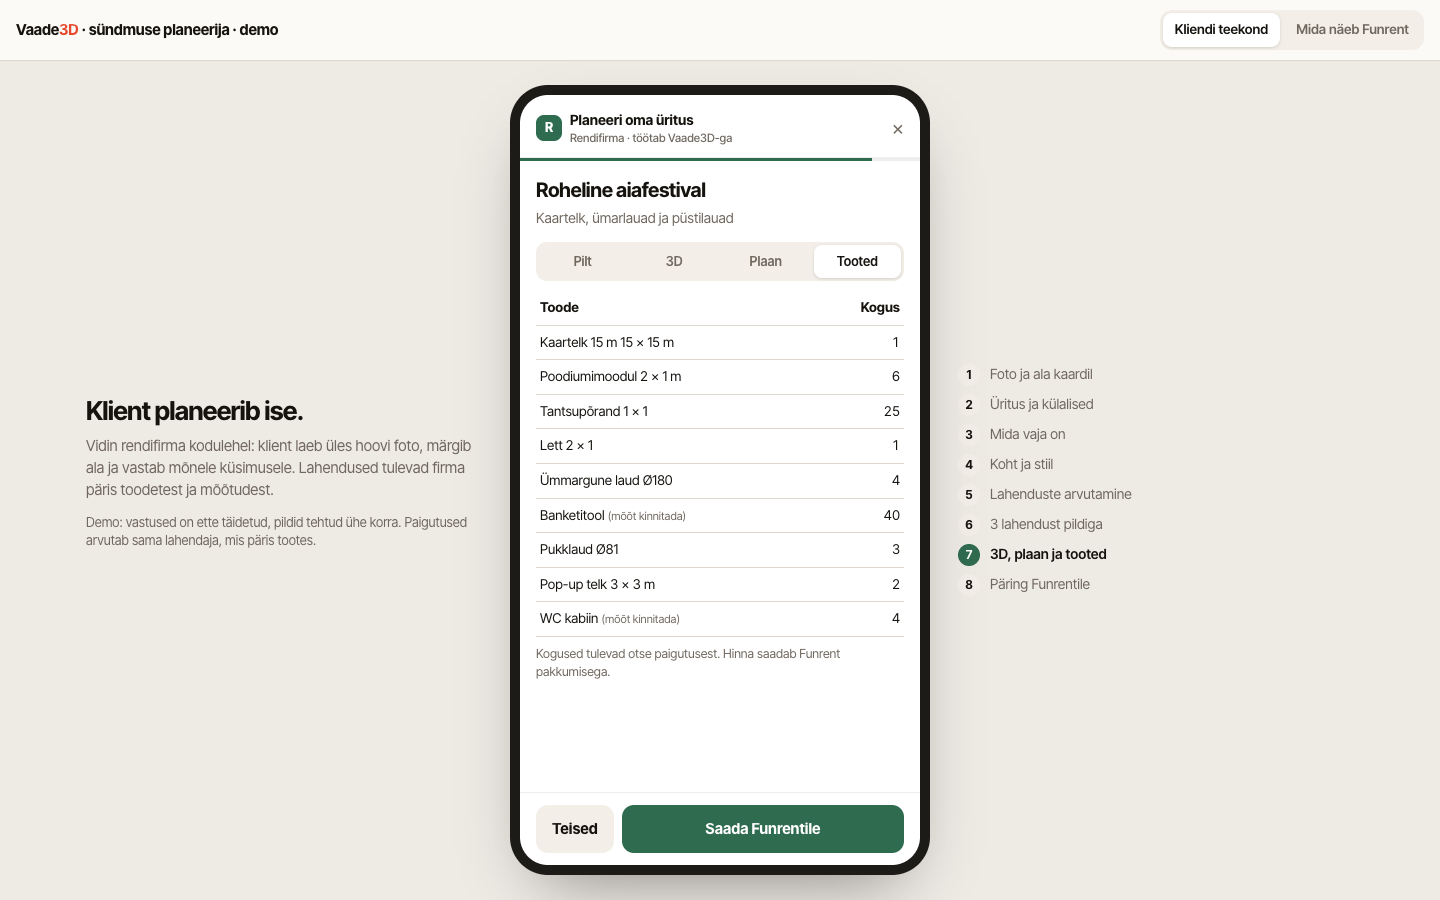 Vaade3D · sündmuse planeerija · demo
Kliendi teekond
Mida näeb Funrent
R
Planeeri oma üritus
Rendifirma · töötab Vaade3D-ga
×
Roheline aiafestival
Kaartelk, ümarlauad ja püstilauad
Pilt
3D
Plaan
Tooted
Toode Kogus
Kaartelk 15 m 15 × 15 m 1
Poodiumimoodul 2 × 1 m 6
Tantsupõrand 1 × 1 25
Lett 2 × 1 1
Ümmargune laud Ø180 4
Banketitool (mõõt kinnitada) 40
Pukklaud Ø81 3
Pop-up telk 3 × 3 m 2
WC kabiin (mõõt kinnitada) 4
Kogused tulevad otse paigutusest. Hinna saadab Funrent
pakkumisega.
Teised
Saada Funrentile
Klient planeerib ise.
Vidin rendifirma kodulehel: klient laeb üles hoovi foto, märgib
ala ja vastab mõnele küsimusele. Lahendused tulevad firma
päris toodetest ja mõõtudest.
Demo: vastused on ette täidetud, pildid tehtud ühe korra. Paigutused
arvutab sama lahendaja, mis päris tootes.
1 Foto ja ala kaardil
2 Üritus ja külalised
3 Mida vaja on
4 Koht ja stiil
5 Lahenduste arvutamine
6 3 lahendust pildiga
7 3D, plaan ja tooted
8 Päring Funrentile